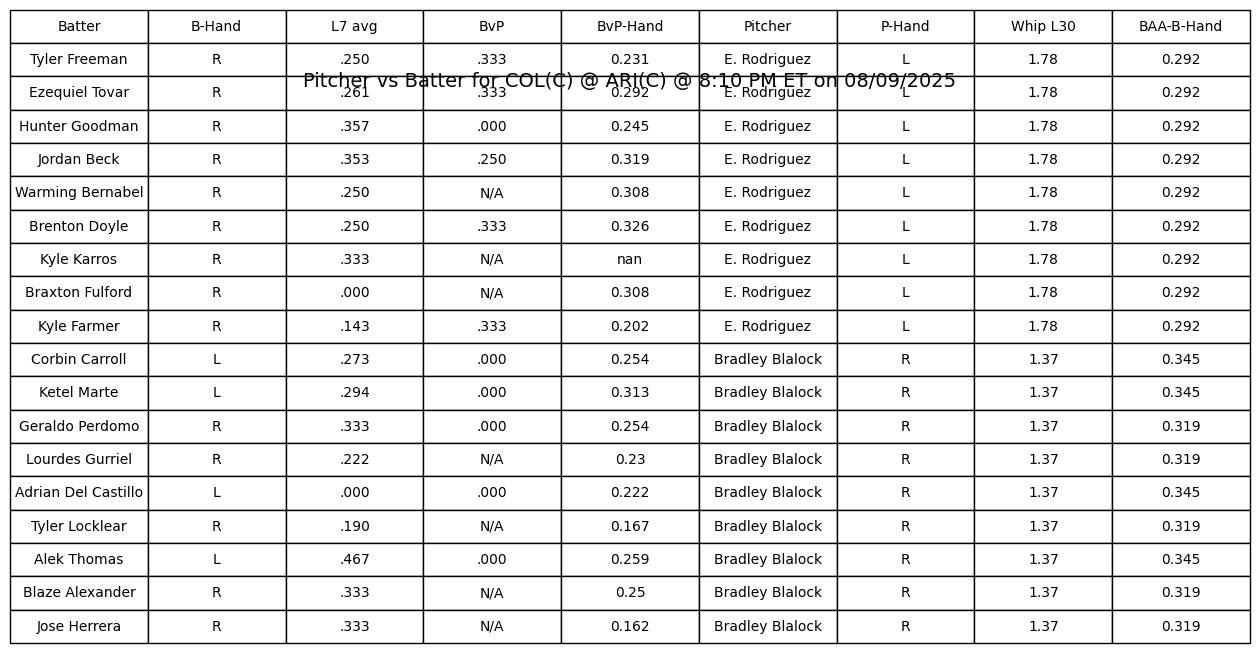 Batter B-Hand L7 avg BvP BvP-Hand Pitcher P-Hand Whip L30 BAA-B-Hand
Tyler Freeman R .250 .333 0.231 E. Rodriguez L 1.78 0.292
Pitcher vs Batter for COL(C) @ ARI(C) @ 8:10 PM ET on 08/09/2025
Ezequiel Tovar R .261 .333 0.292 E. Rodriguez L 1.78 0.292
Hunter Goodman R .357 .000 0.245 E. Rodriguez L 1.78 0.292
Jordan Beck R .353 .250 0.319 E. Rodriguez L 1.78 0.292
Warming Bernabel R .250 N/A 0.308 E. Rodriguez L 1.78 0.292
Brenton Doyle R .250 .333 0.326 E. Rodriguez L 1.78 0.292
Kyle Karros R .333 N/A nan E. Rodriguez L 1.78 0.292
Braxton Fulford R .000 N/A 0.308 E. Rodriguez L 1.78 0.292
Kyle Farmer R .143 .333 0.202 E. Rodriguez L 1.78 0.292
Corbin Carroll L .273 .000 0.254 Bradley Blalock R 1.37 0.345
Ketel Marte L .294 .000 0.313 Bradley Blalock R 1.37 0.345
Geraldo Perdomo R .333 .000 0.254 Bradley Blalock R 1.37 0.319
Lourdes Gurriel R .222 N/A 0.23 Bradley Blalock R 1.37 0.319
Adrian Del Castillo L .000 .000 0.222 Bradley Blalock R 1.37 0.345
Tyler Locklear R .190 N/A 0.167 Bradley Blalock R 1.37 0.319
Alek Thomas L .467 .000 0.259 Bradley Blalock R 1.37 0.345
Blaze Alexander R .333 N/A 0.25 Bradley Blalock R 1.37 0.319
Jose Herrera R .333 N/A 0.162 Bradley Blalock R 1.37 0.319